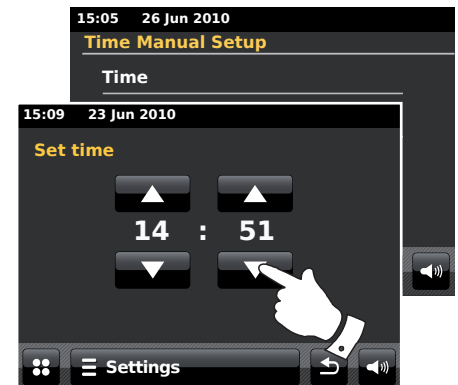 15:05 26 Jun 2010
Time Manual Setup
Time
15:09 23 Jun 2010
Set time
14 : 51
Settings